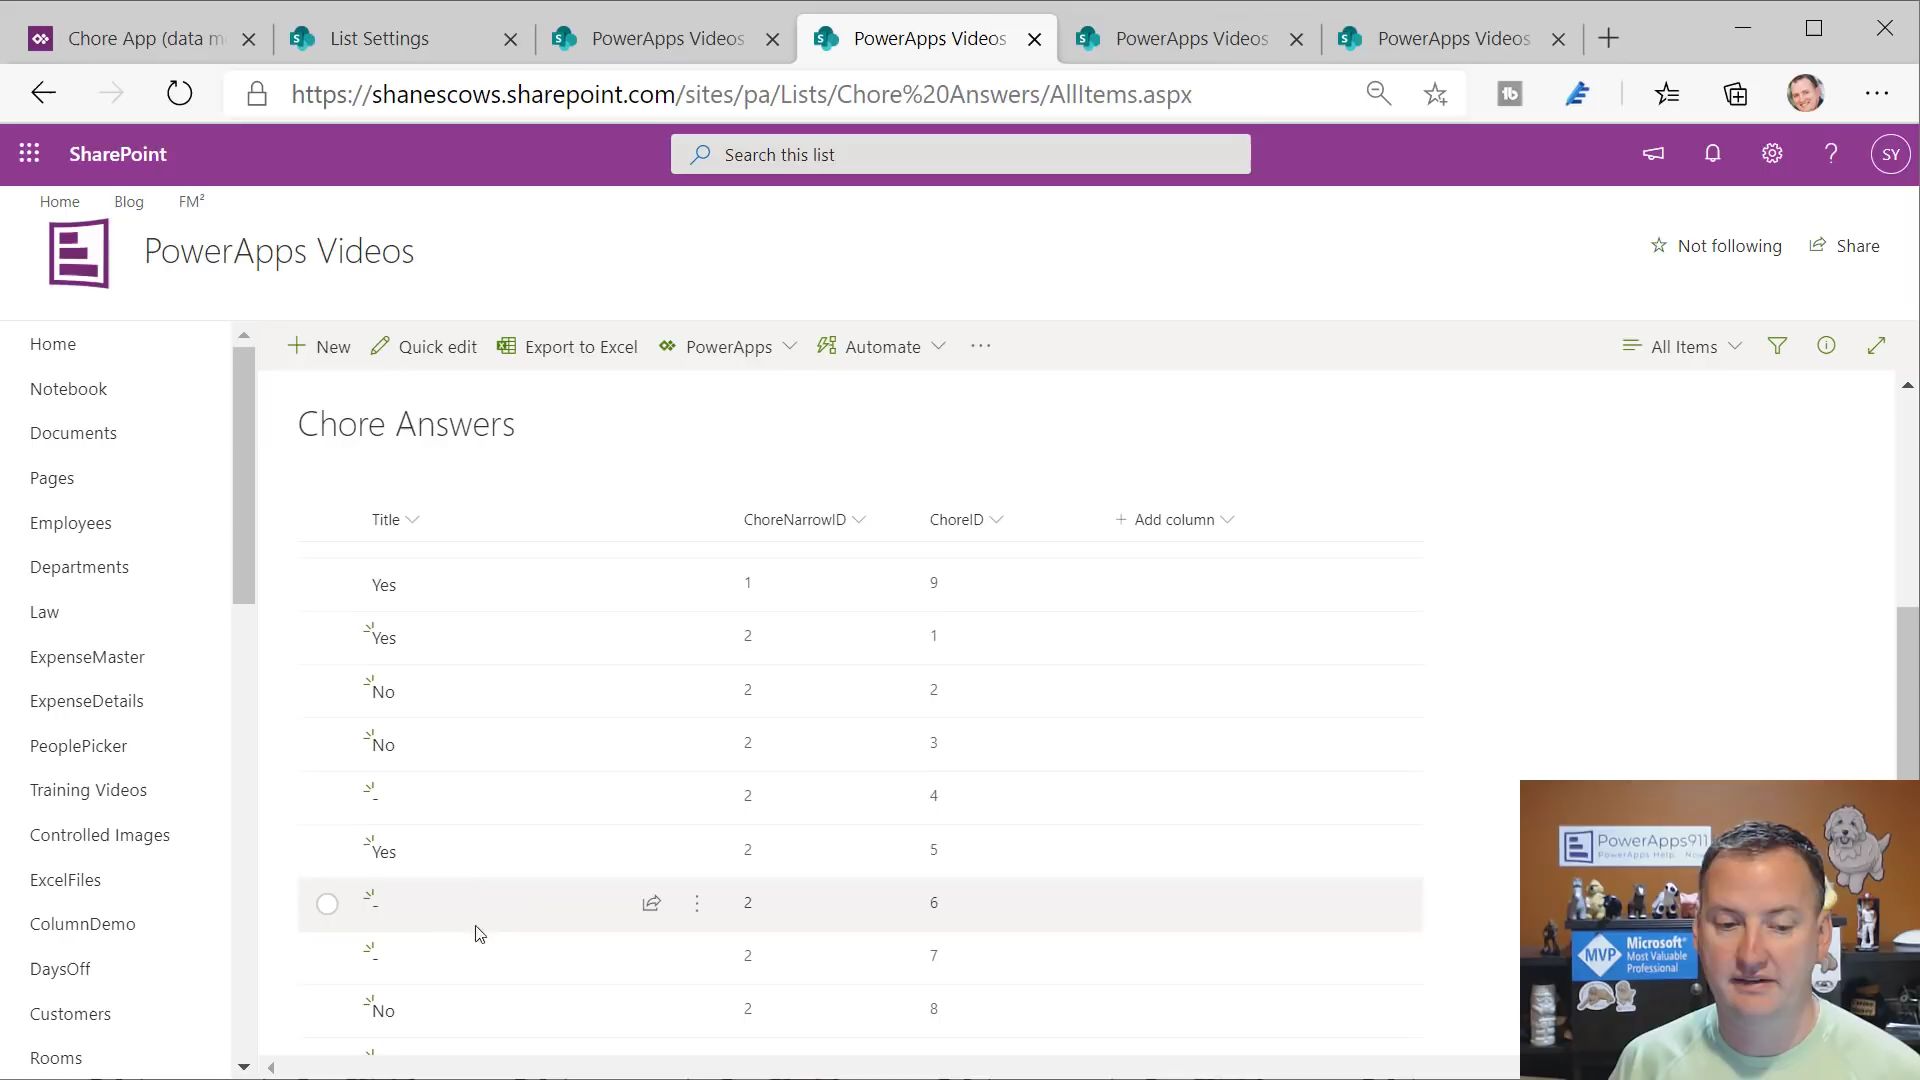 Chore App (data m
List Settings
PowerApps Videos
PowerApps Videos
PowerApps Videos
PowerApps Videos
https://shanescows.sharepoint.com/sites/pa/Lists/Chore%20Answers/AllItems.aspx
SharePoint
Search this list
SY
Home Blog FM²
PowerApps Videos
Not following Share
Home
Notebook
Documents
Pages
Employees
Departments
Law
ExpenseMaster
ExpenseDetails
PeoplePicker
Training Videos
Controlled Images
ExcelFiles
ColumnDemo
DaysOff
Customers
Rooms
New Quick edit Export to Excel PowerApps Automate ··· All Items
Chore Answers
Title ChoreNarrowID ChoreID + Add column
Yes 1 9
Yes 2 1
No 2 2
No 2 3
- 2 4
Yes 2 5
- 2 6
- 2 7
No 2 8
PowerApps911
PowerApps Help. Now
MVP
Microsoft
Most Valuable
Professional